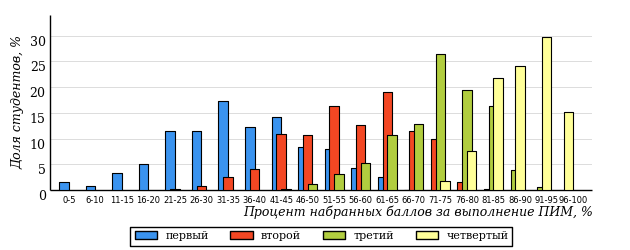 Доля студентов, %
30
25
20
15
10
5
0
0-5 6-10 11-15 16-20 21-25 26-30 31-35 36-40 41-45 46-50 51-55 56-60 61-65 66-70 71-75 76-80 81-85 86-90 91-95 96-100
Процент набранных баллов за выполнение ПИМ, %
первый второй третий четвертый